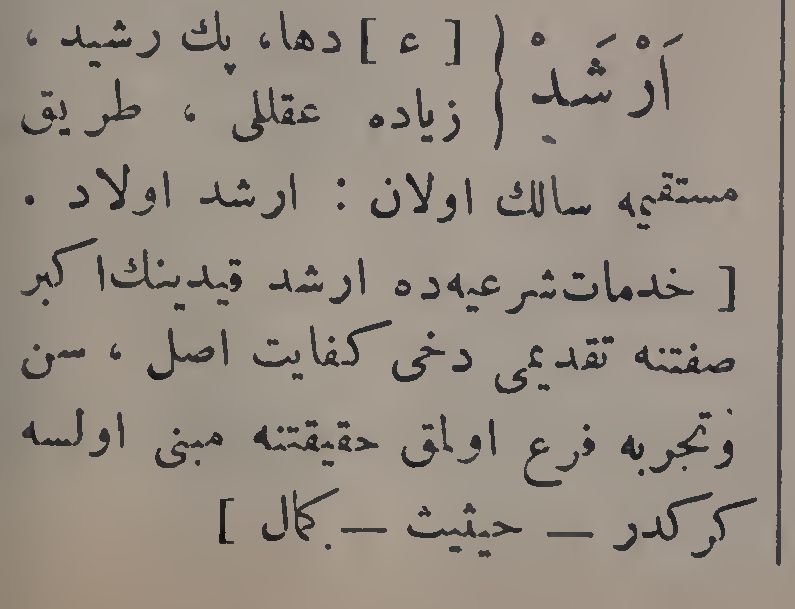 اَرْشَدْ { [ ع ] دها، پك رشيد ،
زياده عقللى ، طريق
مستقيمه سالك اولان : ارشد اولاد .
[ خدمات شرعيه‌ده ارشد قيدينك اكبر
صفتنه تقديمى دخى كفايت اصل ، سن
وتجربه فرع اولمق حقيقتنه مبنى اولسه
كركدر — حيثيت — كمال ]